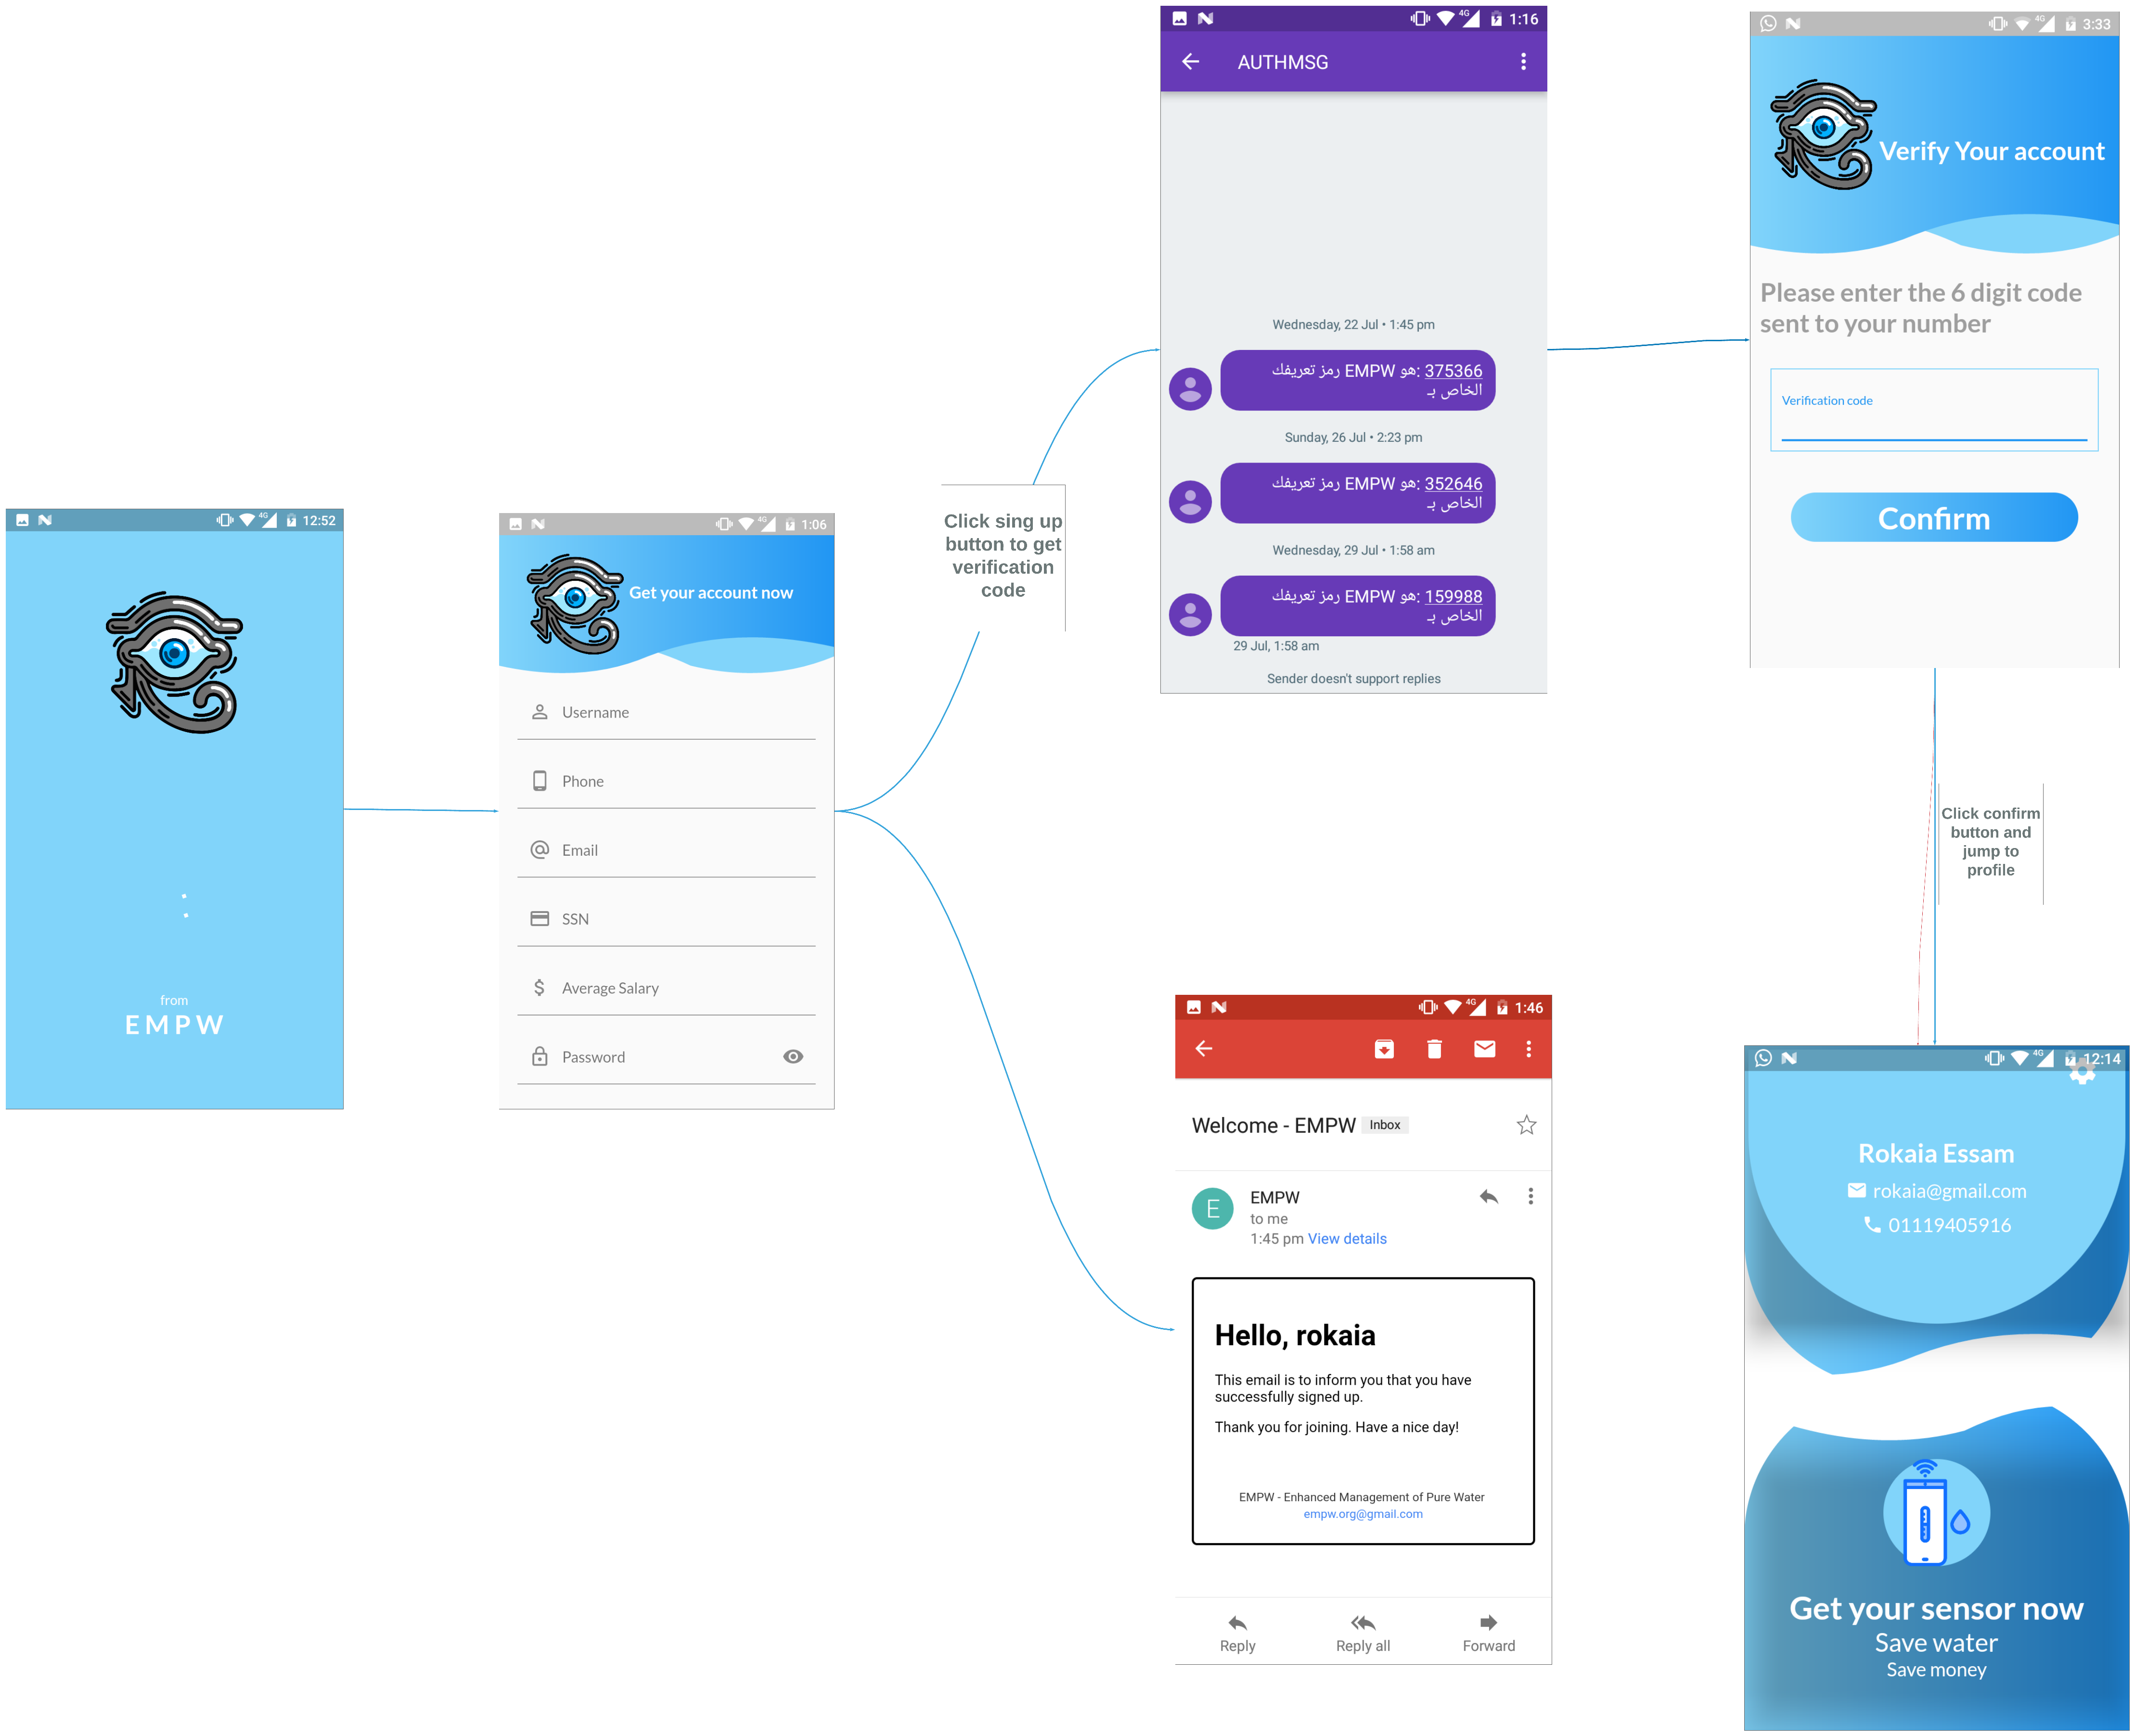 12:52
from
EMPW
1:06
Get your account now
Username
Phone
Email
SSN
Average Salary
Password
Click sing up
button to get
verification
code
4G 1:16
AUTHMSG
Wednesday, 22 Jul • 1:45 pm
375366 :هو EMPW رمز تعريفك
الخاص بـ
Sunday, 26 Jul • 2:23 pm
352646 :هو EMPW رمز تعريفك
الخاص بـ
Wednesday, 29 Jul • 1:58 am
159988 :هو EMPW رمز تعريفك
الخاص بـ
29 Jul, 1:58 am
Sender doesn't support replies
4G 3:33
Verify Your account
Please enter the 6 digit code
sent to your number
Verification code
Confirm
Click confirm
button and
jump to
profile
4G 1:46
Welcome - EMPW Inbox
E
EMPW
to me
1:45 pm View details
Hello, rokaia
This email is to inform you that you have
successfully signed up.
Thank you for joining. Have a nice day!
EMPW - Enhanced Management of Pure Water
empw.org@gmail.com
Reply Reply all Forward
4G 12:14
Rokaia Essam
rokaia@gmail.com
01119405916
Get your sensor now
Save water
Save money